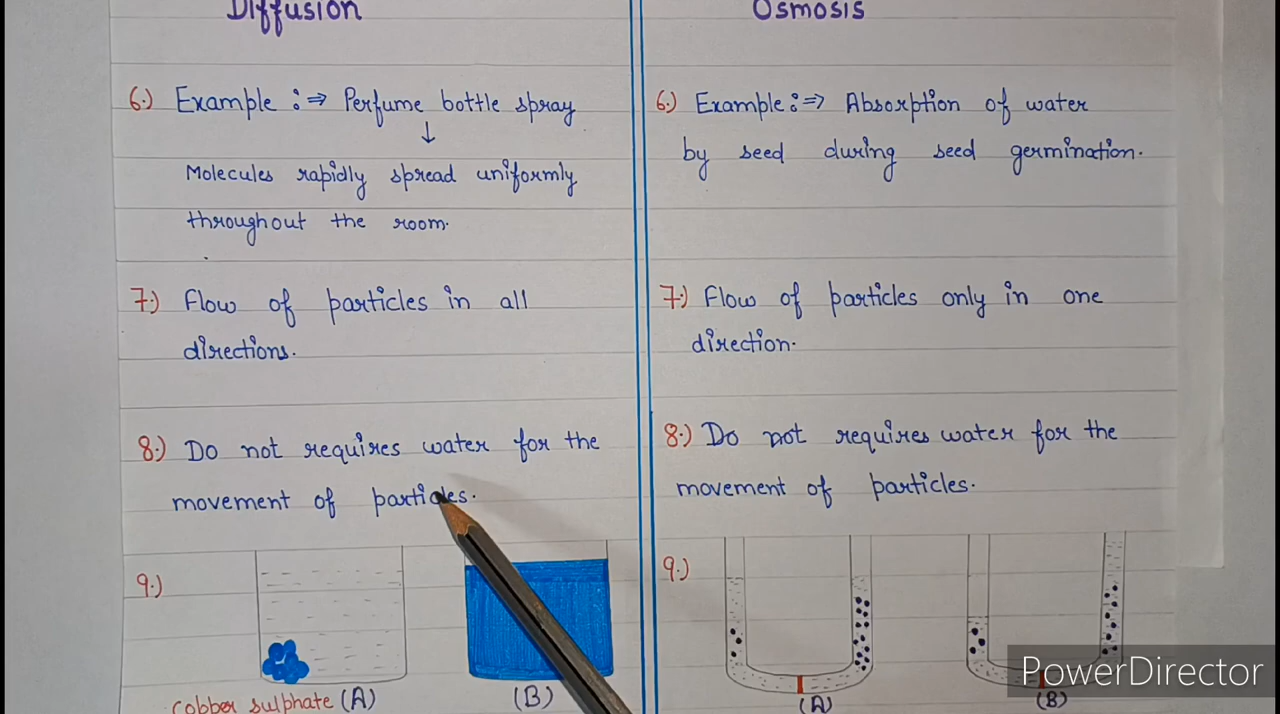 Diffusion
6.) Example :⇒ Perfume bottle spray
↓
Molecules rapidly spread uniformly
throughout the room.
7.) Flow of particles in all
directions.
8.) Do not requires water for the
movement of particles.
9.)
cobber sulphate (A)
(B)
Osmosis
6.) Example :⇒ Absorption of water
by seed during seed germination.
7.) Flow of particles only in one
direction.
8.) Do not requires water for the
movement of particles.
9.)
(A)
(B)
PowerDirector